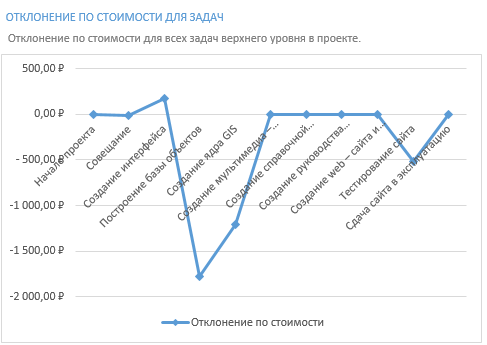 ОТКЛОНЕНИЕ ПО СТОИМОСТИ ДЛЯ ЗАДАЧ
Отклонение по стоимости для всех задач верхнего уровня в проекте.
500,00 ₽
0,00 ₽
-500,00 ₽
-1 000,00 ₽
-1 500,00 ₽
-2 000,00 ₽
Начало проекта
Совещание
Создание интерфейса
Построение базы объектов
Создание ядра GIS
Создание мультимедиа –…
Создание справочной…
Создание руководства…
Создание web – сайта и…
Тестирование сайта
Сдача сайта в эксплуатацию
Отклонение по стоимости